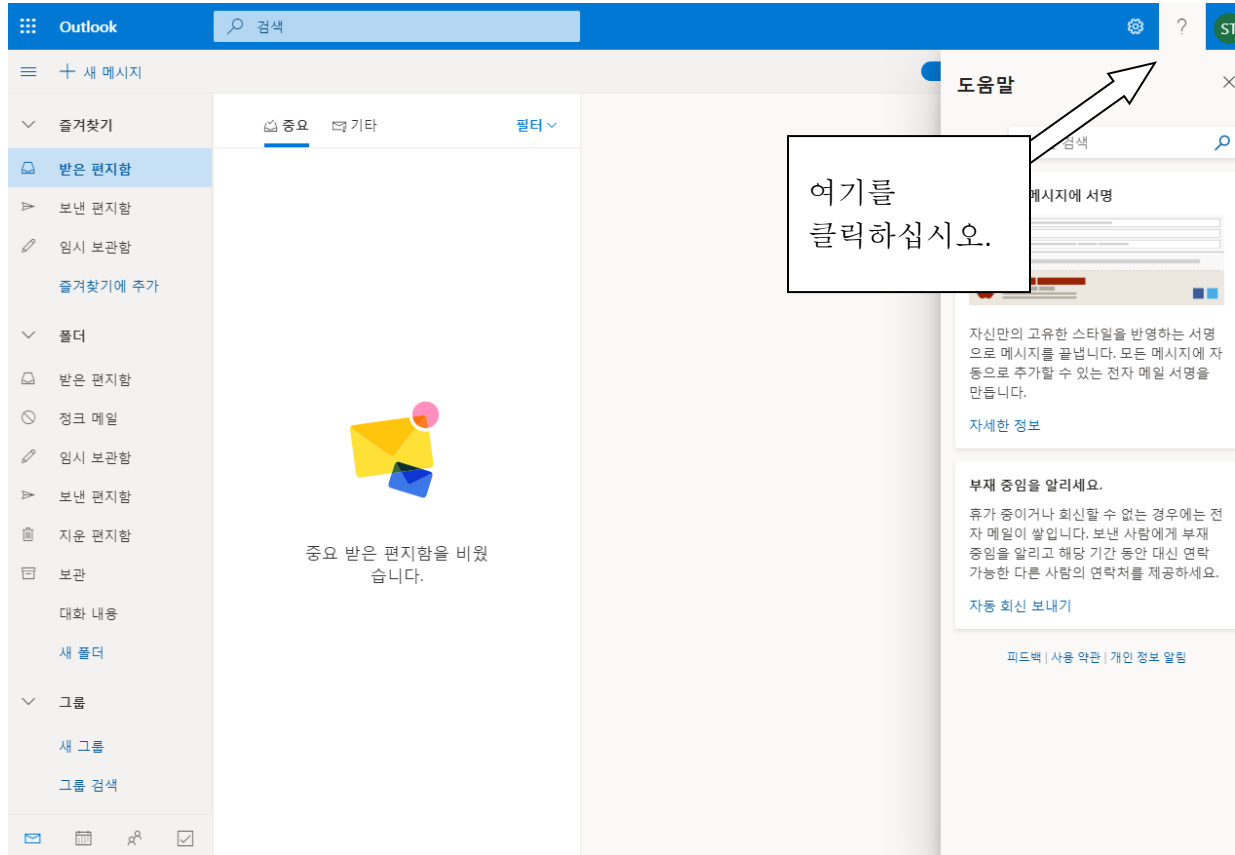 Outlook
검색
?
ST
새 메시지
즐겨찾기
받은 편지함
보낸 편지함
임시 보관함
즐겨찾기에 추가
폴더
받은 편지함
정크 메일
임시 보관함
보낸 편지함
지운 편지함
보관
대화 내용
새 폴더
그룹
새 그룹
그룹 검색
중요 기타 필터
중요 받은 편지함을 비웠
습니다.
여기를
클릭하십시오.
도움말
검색
메시지에 서명
자신만의 고유한 스타일을 반영하는 서명
으로 메시지를 끝냅니다. 모든 메시지에 자
동으로 추가할 수 있는 전자 메일 서명을
만듭니다.
자세한 정보
부재 중임을 알리세요.
휴가 중이거나 회신할 수 없는 경우에는 전
자 메일이 쌓입니다. 보낸 사람에게 부재
중임을 알리고 해당 기간 동안 대신 연락
가능한 다른 사람의 연락처를 제공하세요.
자동 회신 보내기
피드백 | 사용 약관 | 개인 정보 알림